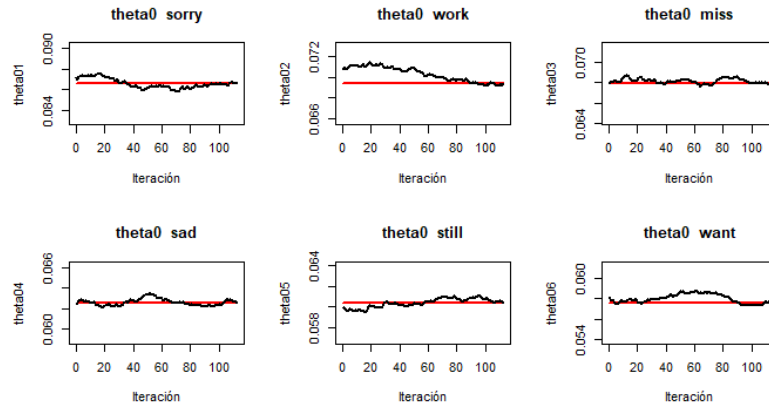 theta0 sorry
theta01
0.084
0.090
0 20 40 60 80 100
Iteración
theta0 work
theta02
0.066
0.072
0 20 40 60 80 100
Iteración
theta0 miss
theta03
0.064
0.070
0 20 40 60 80 100
Iteración
theta0 sad
theta04
0.060
0.066
0 20 40 60 80 100
Iteración
theta0 still
theta05
0.058
0.064
0 20 40 60 80 100
Iteración
theta0 want
theta06
0.054
0.060
0 20 40 60 80 100
Iteración